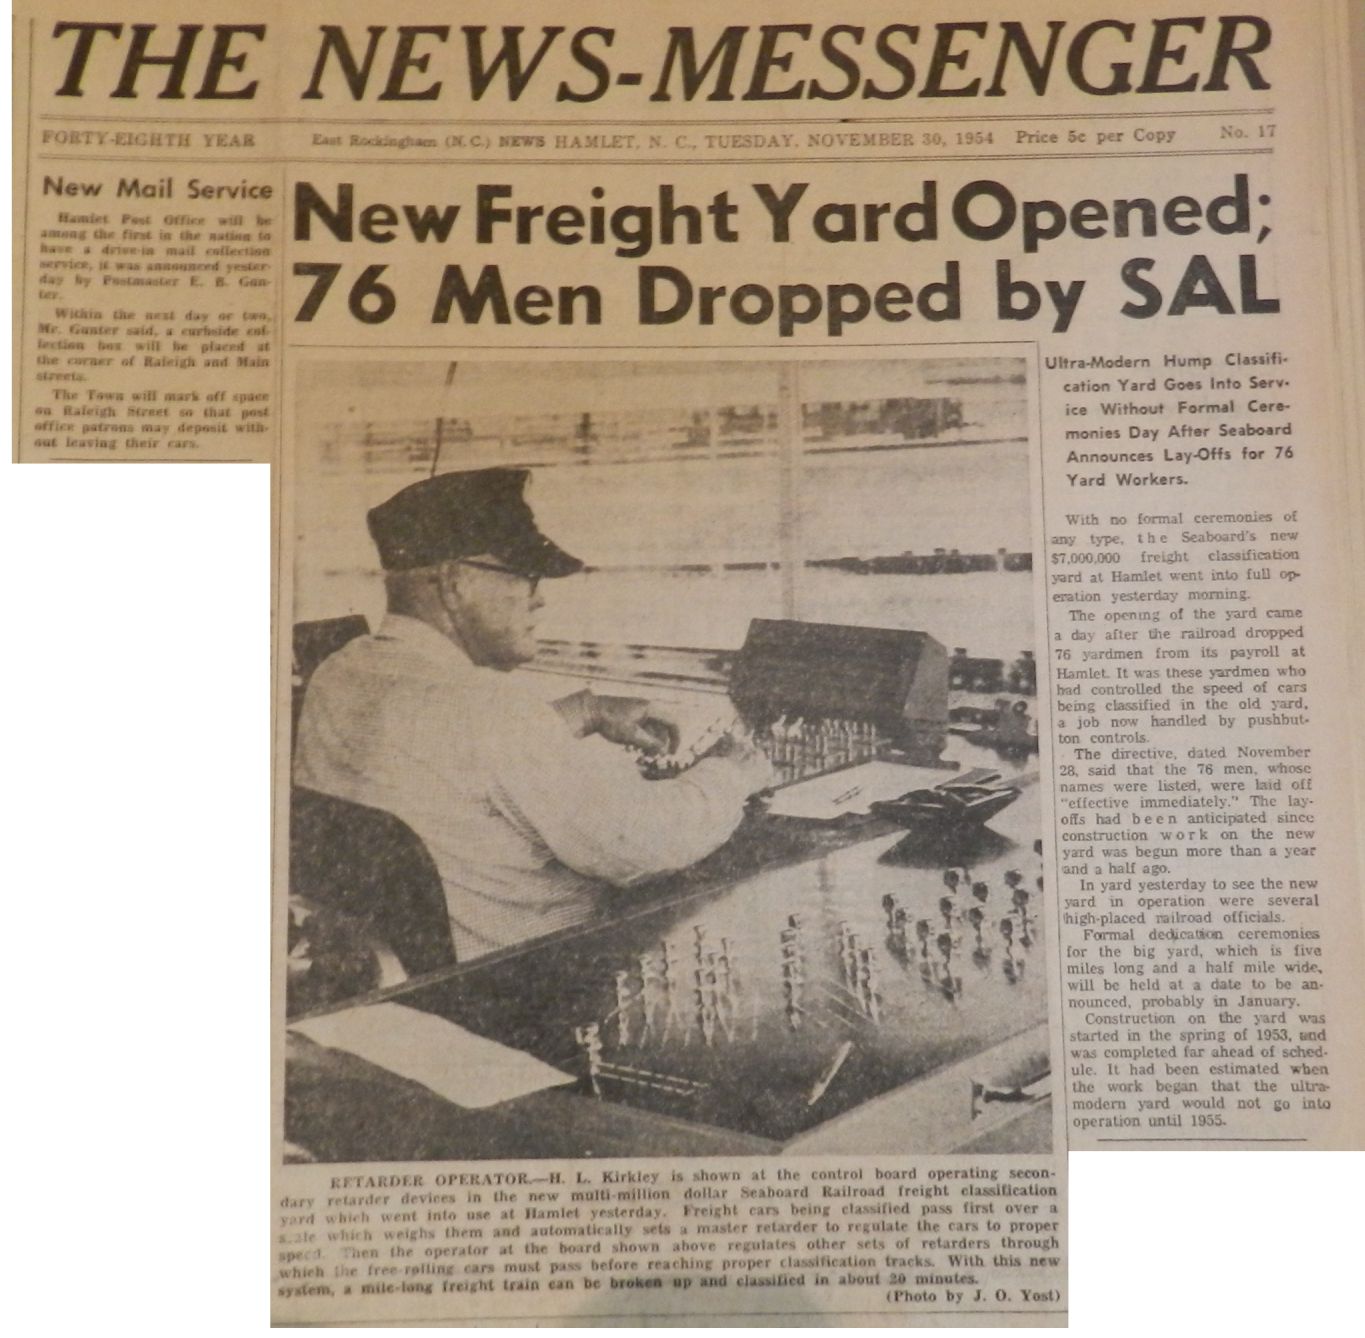 THE NEWS-MESSENGER
FORTY-EIGHTH YEAR East Rockingham (N.C.) NEWS HAMLET, N. C., TUESDAY, NOVEMBER 30, 1954 Price 5c per Copy No. 17
New Mail Service
Hamlet Post Office will be
among the first in the nation to
have a drive-in mail collection
service, it was announced yester-
day by Postmaster E. B. Gun-
ter.
Within the next day or two,
Mr. Gunter said, a curbside col-
lection box will be placed at
the corner of Raleigh and Main
streets.
The Town will mark off space
on Raleigh Street so that post
office patrons may deposit with-
out leaving their cars.
New Freight Yard Opened;
76 Men Dropped by SAL
Ultra-Modern Hump Classifi-
cation Yard Goes Into Serv-
ice Without Formal Cere-
monies Day After Seaboard
Announces Lay-Offs for 76
Yard Workers.
With no formal ceremonies of
any type, the Seaboard's new
$7,000,000 freight classification
yard at Hamlet went into full op-
eration yesterday morning.
The opening of the yard came
a day after the railroad dropped
76 yardmen from its payroll at
Hamlet. It was these yardmen who
had controlled the speed of cars
being classified in the old yard,
a job now handled by pushbut-
ton controls.
The directive, dated November
28, said that the 76 men, whose
names were listed, were laid off
"effective immediately." The lay-
offs had been anticipated since
construction work on the new
yard was begun more than a year
and a half ago.
In yard yesterday to see the new
yard in operation were several
high-placed railroad officials.
Formal dedication ceremonies
for the big yard, which is five
miles long and a half mile wide,
will be held at a date to be an-
nounced, probably in January.
Construction on the yard was
started in the spring of 1953, and
was completed far ahead of sched-
ule. It had been estimated when
the work began that the ultra-
modern yard would not go into
operation until 1955.
RETARDER OPERATOR.—H. L. Kirkley is shown at the control board operating secon-
dary retarder devices in the new multi-million dollar Seaboard Railroad freight classification
yard which went into use at Hamlet yesterday. Freight cars being classified pass first over a
scale which weighs them and automatically sets a master retarder to regulate the cars to proper
speed. Then the operator at the board shown above regulates other sets of retarders through
which the free-rolling cars must pass before reaching proper classification tracks. With this new
system, a mile-long freight train can be broken up and classified in about 20 minutes.
(Photo by J. O. Yost)